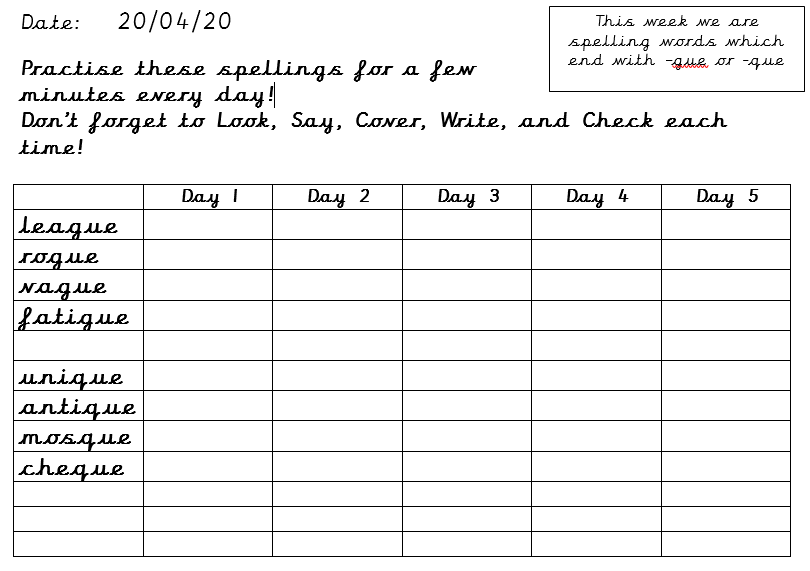 Date: 20/04/20
This week we are
spelling words which
end with -gue or -que
Practise these spellings for a few
minutes every day!
Don't forget to Look, Say, Cover, Write, and Check each
time!
Day 1 Day 2 Day 3 Day 4 Day 5
league
rogue
vague
fatigue
unique
antique
mosque
cheque